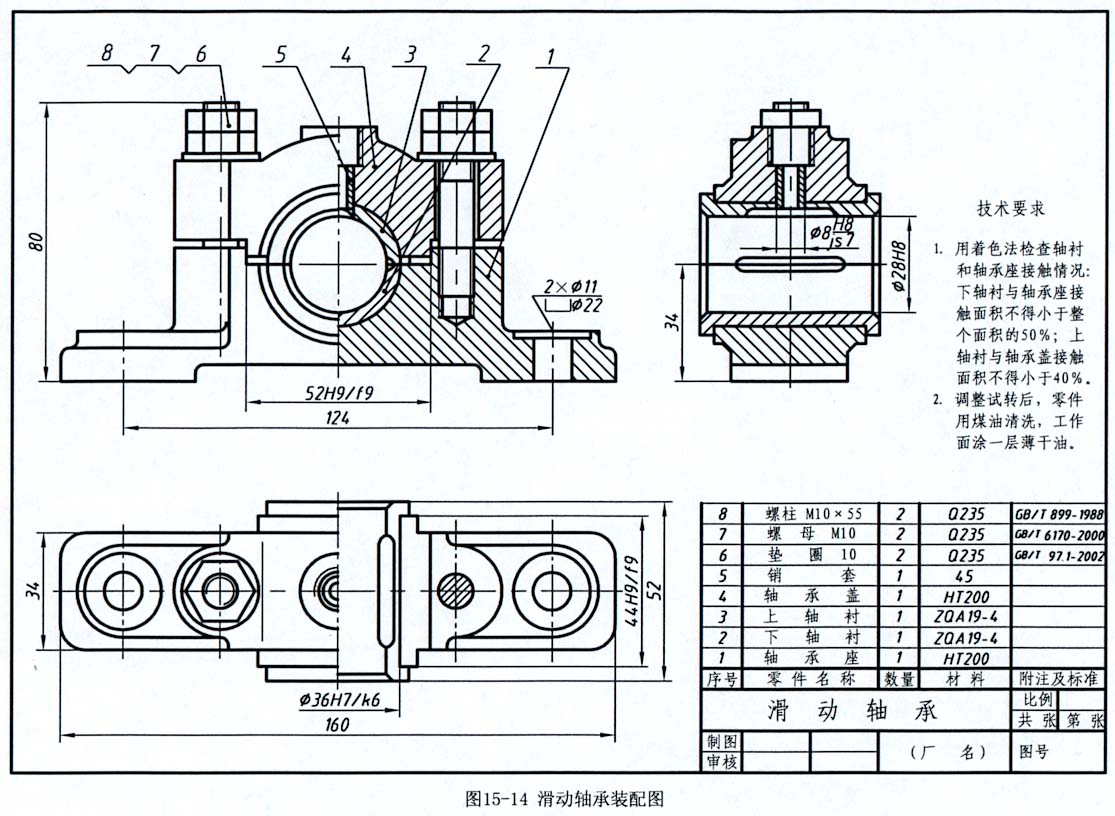 8 7 6 5 4 3 2 1
80
2×Φ11
⌴Φ22
52H9/f9
124
Φ8 H8/js7
Φ28H8
34
技术要求
1. 用着色法检查轴衬
和轴承座接触情况:
下轴衬与轴承座接
触面积不得小于整
个面积的50%; 上
轴衬与轴承盖接触
面积不得小于40%。
2. 调整试转后, 零件
用煤油清洗, 工作
面涂一层薄干油。
34
44H9/f9
52
Φ36H7/k6
160
8 螺柱 M10×55 2 Q235 GB/T 899-1988
7 螺母 M10 2 Q235 GB/T 6170-2000
6 垫圈 10 2 Q235 GB/T 97.1-2002
5 销套 1 45
4 轴承盖 1 HT200
3 上轴衬 1 ZQA19-4
2 下轴衬 1 ZQA19-4
1 轴承座 1 HT200
序号 零件名称 数量 材料 附注及标准
滑动轴承 比例
共 张 第 张
制图 (厂 名) 图号
审核
图15-14 滑动轴承装配图